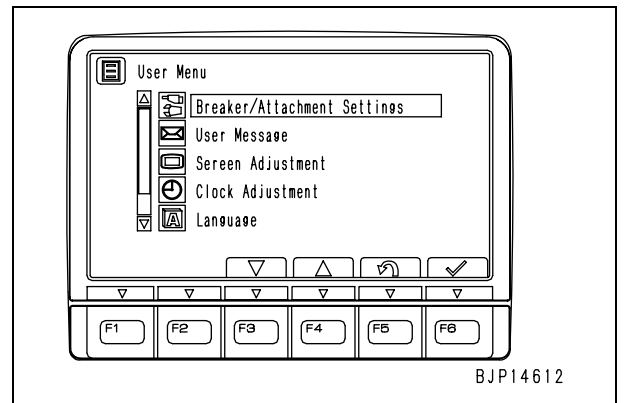 User Menu
Breaker/Attachment Settings
User Message
Sereen Adjustment
Clock Adjustment
A Language
F1 F2 F3 F4 F5 F6
BJP14612